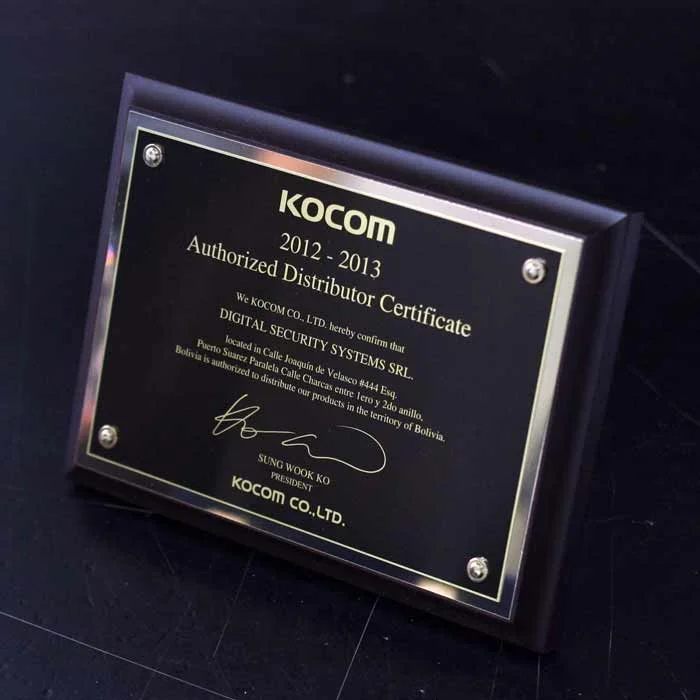 KOCOM
2012 - 2013
Authorized Distributor Certificate
We KOCOM CO., LTD. hereby confirm that
DIGITAL SECURITY SYSTEMS SRL.
located in Calle Joaquín de Velasco #444 Esq.
Puerto Suarez Paralela Calle Charcas entre 1ero y 2do anillo,
Bolivia is authorized to distribute our products in the territory of Bolivia.
SUNG WOOK KO
PRESIDENT
KOCOM CO.,LTD.